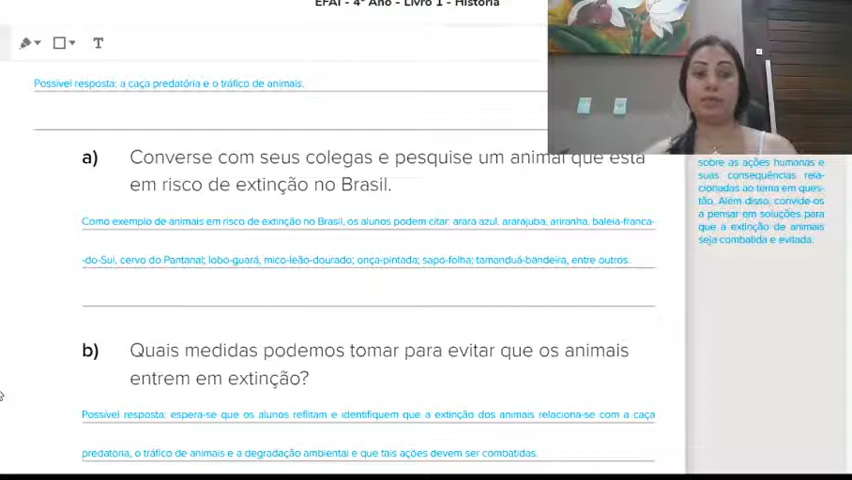 EFAI - 4º Ano - Livro 1 - História
T
Possível resposta: a caça predatória e o tráfico de animais.
a) Converse com seus colegas e pesquise um animal que está
em risco de extinção no Brasil.
Como exemplo de animais em risco de extinção no Brasil, os alunos podem citar: arara azul, ararajuba, ariranha, baleia-franca-
-do-Sul, cervo do Pantanal; lobo-guará, mico-leão-dourado; onça-pintada; sapo-folha; tamanduá-bandeira, entre outros.
b) Quais medidas podemos tomar para evitar que os animais
entrem em extinção?
Possível resposta: espera-se que os alunos reflitam e identifiquem que a extinção dos animais relaciona-se com a caça
predatória, o tráfico de animais e a degradação ambiental e que tais ações devem ser combatidas.
sobre as ações humanas e
suas consequências rela-
cionadas ao tema em ques-
tão. Além disso, convide-os
a pensar em soluções para
que a extinção de animais
seja combatida e evitada.